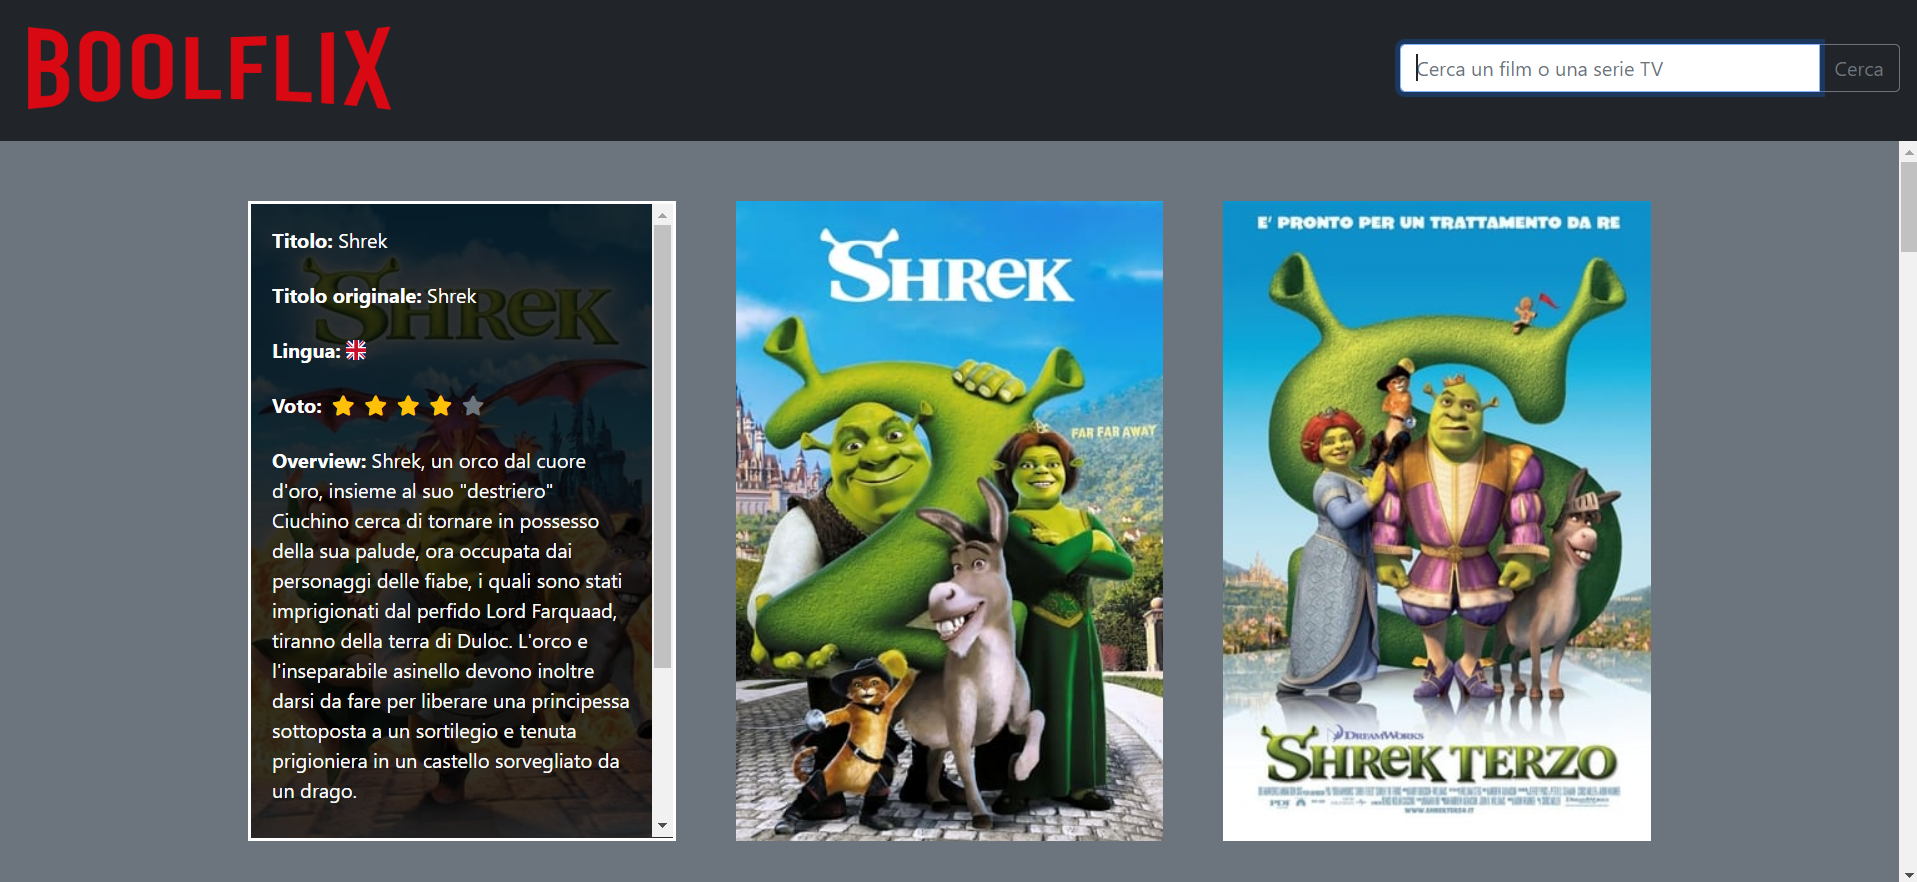 BOOLFLIX
Cerca un film o una serie TV
Cerca
Titolo: Shrek
Titolo originale: Shrek
Lingua:
Voto:
Overview: Shrek, un orco dal cuore
d'oro, insieme al suo "destriero"
Ciuchino cerca di tornare in possesso
della sua palude, ora occupata dai
personaggi delle fiabe, i quali sono stati
imprigionati dal perfido Lord Farquaad,
tiranno della terra di Duloc. L'orco e
l'inseparabile asinello devono inoltre
darsi da fare per liberare una principessa
sottoposta a un sortilegio e tenuta
prigioniera in un castello sorvegliato da
un drago.
SHREK
SHREK
FAR FAR AWAY
E' PRONTO PER UN TRATTAMENTO DA RE
DREAMWORKS
SHREK TERZO
WWW.SHREKTERZO.IT